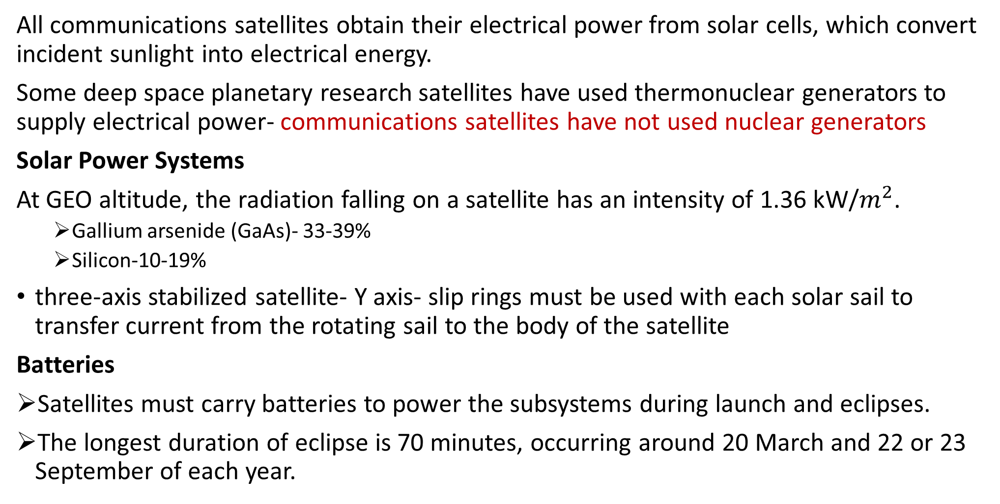 All communications satellites obtain their electrical power from solar cells, which convert
incident sunlight into electrical energy.
Some deep space planetary research satellites have used thermonuclear generators to
supply electrical power- communications satellites have not used nuclear generators
Solar Power Systems
At GEO altitude, the radiation falling on a satellite has an intensity of 1.36 kW/m².
➢Gallium arsenide (GaAs)- 33-39%
➢Silicon-10-19%
• three-axis stabilized satellite- Y axis- slip rings must be used with each solar sail to
transfer current from the rotating sail to the body of the satellite
Batteries
➢Satellites must carry batteries to power the subsystems during launch and eclipses.
➢The longest duration of eclipse is 70 minutes, occurring around 20 March and 22 or 23
September of each year.